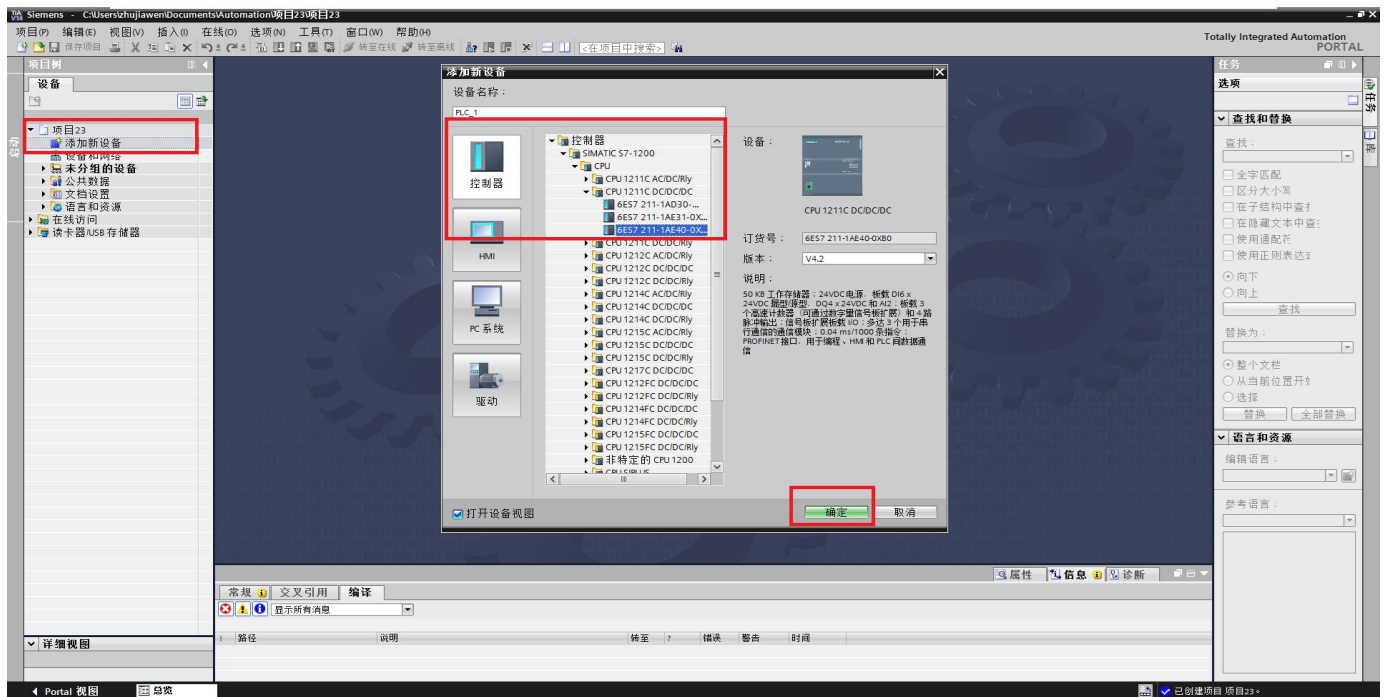 Siemens - C:\Users\zhujiawen\Documents\Automation\项目23\项目23
项目(P) 编辑(E) 视图(V) 插入(I) 在线(O) 选项(N) 工具(T) 窗口(W) 帮助(H)
Totally Integrated Automation
PORTAL
保存项目
转至在线
转至离线
<在项目中搜索>
项目树
设备
项目23
添加新设备
设备和网络
未分组的设备
公共数据
文档设置
语言和资源
在线访问
读卡器/USB 存储器
详细视图
启动
添加新设备
设备名称：
PLC_1
控制器
HMI
PC 系统
驱动
控制器
SIMATIC S7-1200
CPU
CPU 1211C AC/DC/Rly
CPU 1211C DC/DC/DC
6ES7 211-1AD30-...
6ES7 211-1AE31-0X...
6ES7 211-1AE40-0X...
CPU 1211C DC/DC/Rly
CPU 1212C AC/DC/Rly
CPU 1212C DC/DC/DC
CPU 1212C DC/DC/Rly
CPU 1214C AC/DC/Rly
CPU 1214C DC/DC/DC
CPU 1214C DC/DC/Rly
CPU 1215C AC/DC/Rly
CPU 1215C DC/DC/DC
CPU 1215C DC/DC/Rly
CPU 1217C DC/DC/DC
CPU 1212FC DC/DC/DC
CPU 1212FC DC/DC/Rly
CPU 1214FC DC/DC/DC
CPU 1214FC DC/DC/Rly
CPU 1215FC DC/DC/DC
CPU 1215FC DC/DC/Rly
非特定的 CPU 1200
CPU SIPLUS
设备：
CPU 1211C DC/DC/DC
订货号：
6ES7 211-1AE40-0XB0
版本：
V4.2
说明：
50 KB 工作存储器；24VDC电源，板载 DI6 x
24VDC 漏型/源型，DQ4 x 24VDC 和 AI2；板载 3
个高速计数器（可通过数字量信号板扩展）和 4 路
脉冲输出；信号板扩展板载 I/O；多达 3 个用于串
行通信的通信模块；0.04 ms/1000 条指令；
PROFINET接口，用于编程、HMI 和 PLC 间数据通
信
打开设备视图
确定
取消
任务
选项
查找和替换
查找：
全字匹配
区分大小
在子结构中查
在隐藏文本中查
使用通配
使用正则表达
向下
向上
查找
替换为：
整个文档
从当前位置开
选择
替换
全部替换
语言和资源
编辑语言：
参考语言：
任务
库
属性
信息
诊断
常规
交叉引用
编译
显示所有消息
! 路径 说明 转至 ? 错误 警告 时间
Portal 视图
总览
已创建项目 项目23。